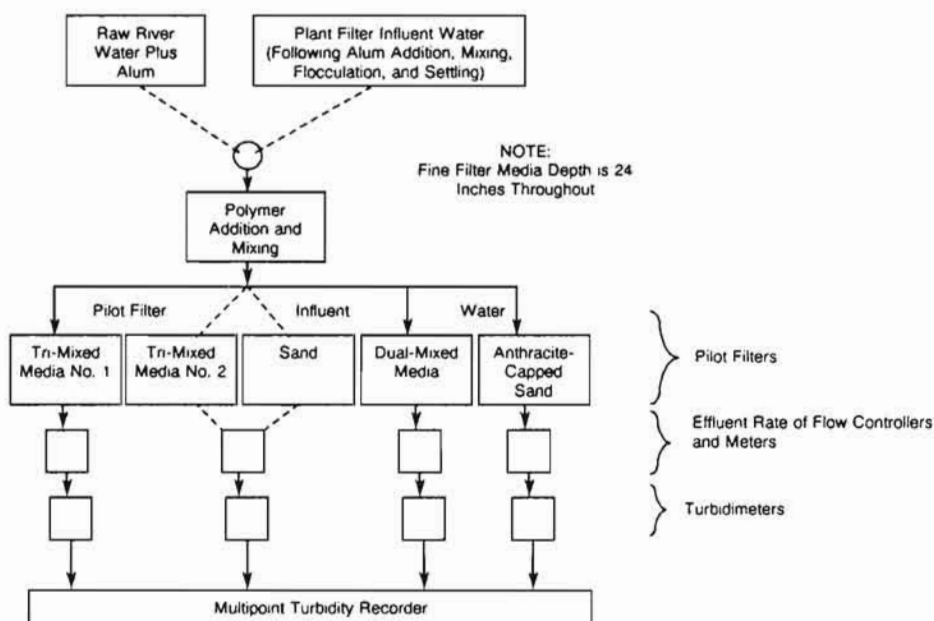 Raw River
Water Plus
Alum
Plant Filter Influent Water
(Following Alum Addition, Mixing,
Flocculation, and Settling)
NOTE:
Fine Filter Media Depth is 24
Inches Throughout
Polymer
Addition and
Mixing
Pilot Filter
Influent
Water
Tri-Mixed
Media No. 1
Tri-Mixed
Media No. 2
Sand
Dual-Mixed
Media
Anthracite-
Capped
Sand
Pilot Filters
Effluent Rate of Flow Controllers
and Meters
Turbidimeters
Multipoint Turbidity Recorder